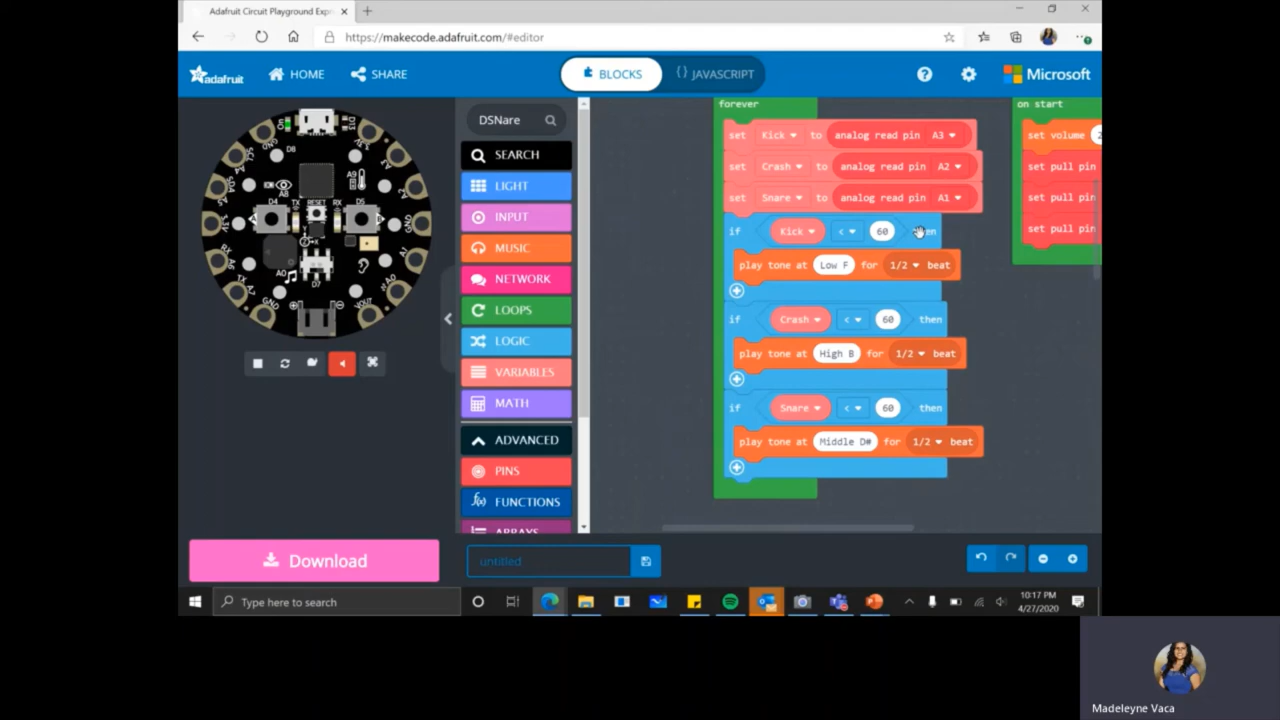 Adafruit Circuit Playground Expr
https://makecode.adafruit.com/#editor
adafruit
HOME
SHARE
BLOCKS
{} JAVASCRIPT
Microsoft
DSNare
SEARCH
LIGHT
INPUT
MUSIC
NETWORK
LOOPS
LOGIC
VARIABLES
MATH
ADVANCED
PINS
FUNCTIONS
ARRAYS
forever
set Kick to analog read pin A3
set Crash to analog read pin A2
set Snare to analog read pin A1
if Kick < 60 then
play tone at Low F for 1/2 beat
if Crash < 60 then
play tone at High B for 1/2 beat
if Snare < 60 then
play tone at Middle D# for 1/2 beat
on start
set volume 2
set pull pin
set pull pin
set pull pin
Download
untitled
Type here to search
10:17 PM
4/27/2020
Madeleyne Vaca